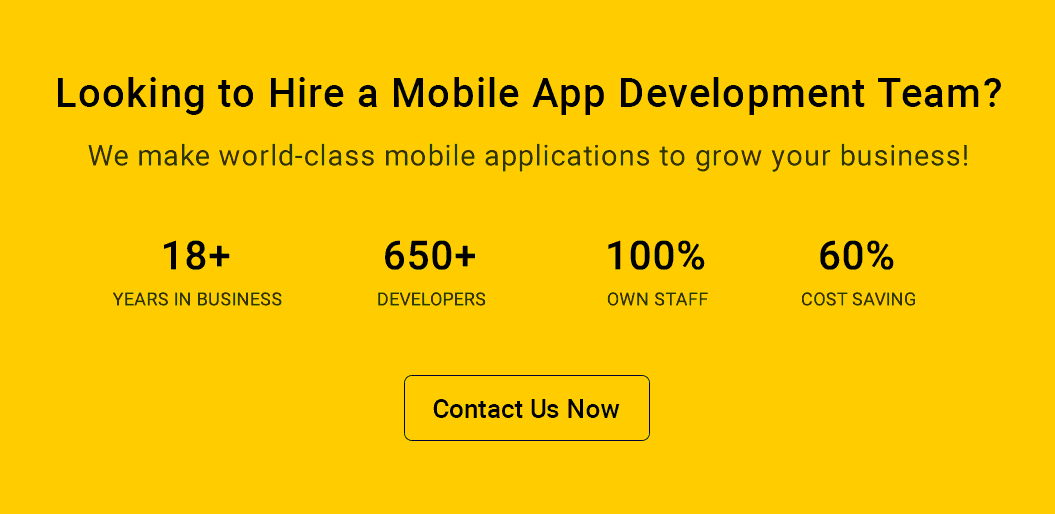 Looking to Hire a Mobile App Development Team?
We make world-class mobile applications to grow your business!
18+ 650+ 100% 60%
YEARS IN BUSINESS DEVELOPERS OWN STAFF COST SAVING
Contact Us Now